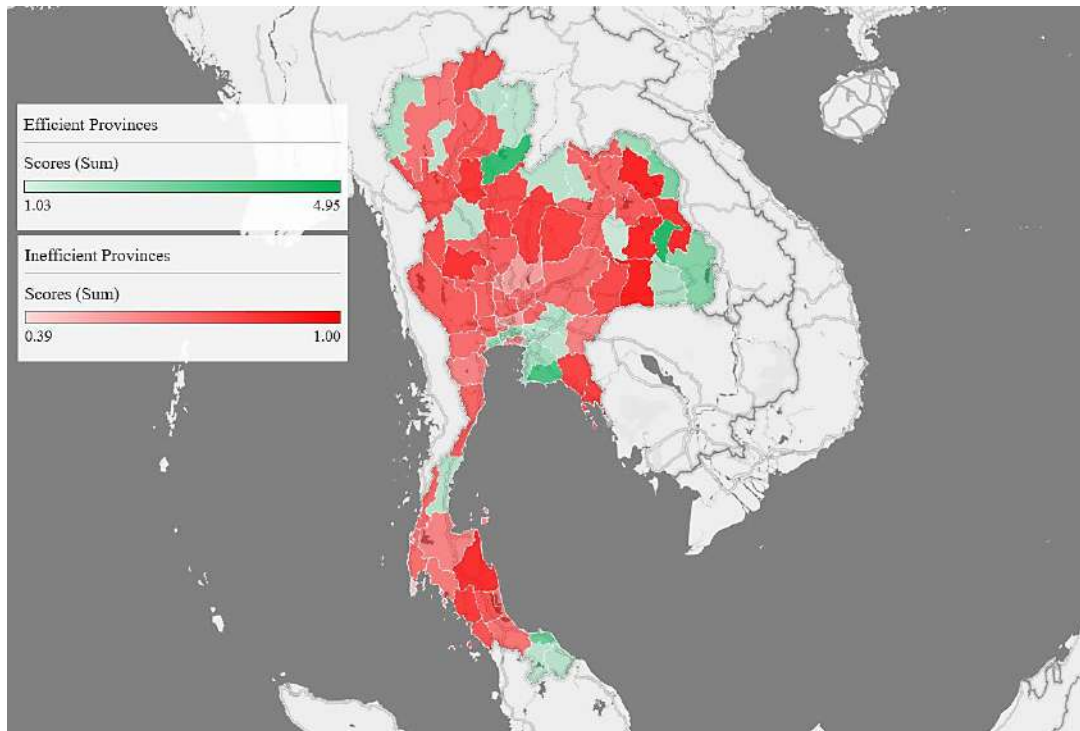 Efficient Provinces
Scores (Sum)
1.03 4.95
Inefficient Provinces
Scores (Sum)
0.39 1.00